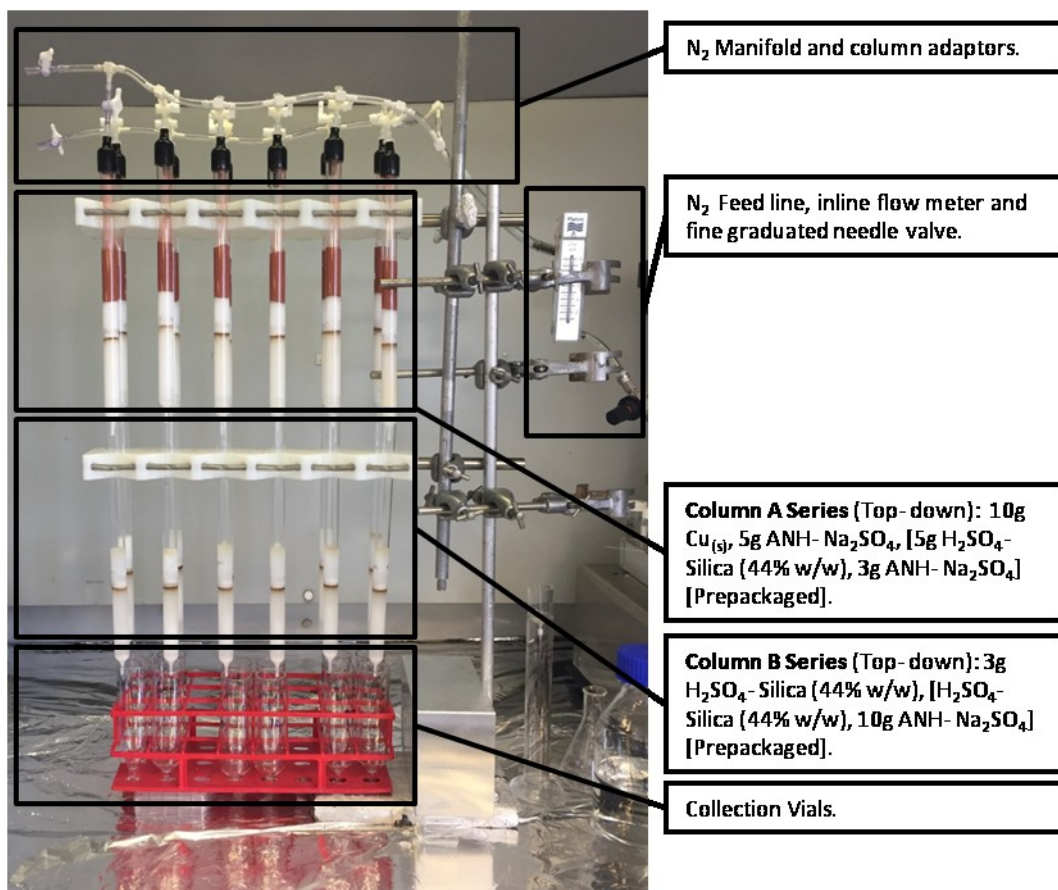 N₂ Manifold and column adaptors.
N₂ Feed line, inline flow meter and
fine graduated needle valve.
Column A Series (Top- down): 10g
Cu₍ₛ₎, 5g ANH- Na₂SO₄, [5g H₂SO₄-
Silica (44% w/w), 3g ANH- Na₂SO₄]
[Prepackaged].
Column B Series (Top- down): 3g
H₂SO₄- Silica (44% w/w), [H₂SO₄-
Silica (44% w/w), 10g ANH- Na₂SO₄]
[Prepackaged].
Collection Vials.